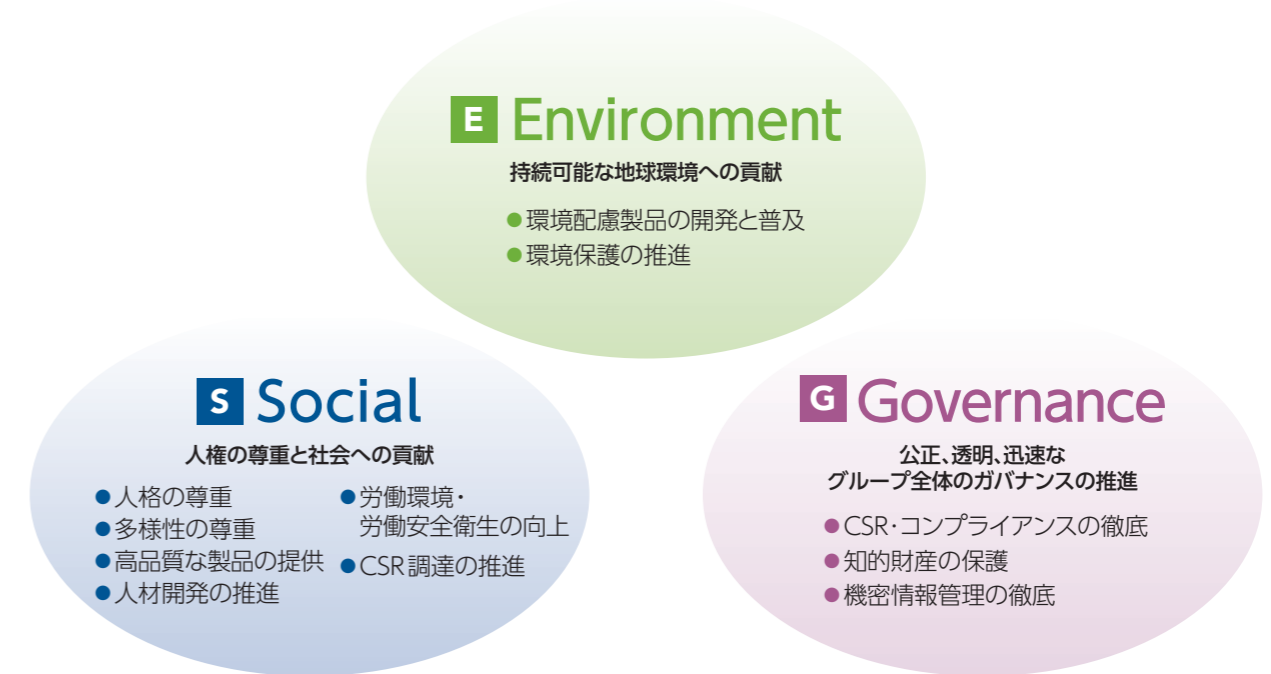 E Environment
持続可能な地球環境への貢献
●環境配慮製品の開発と普及
●環境保護の推進
S Social
人権の尊重と社会への貢献
●人格の尊重
●多様性の尊重
●高品質な製品の提供
●人材開発の推進
●労働環境・
労働安全衛生の向上
●CSR調達の推進
G Governance
公正、透明、迅速な
グループ全体のガバナンスの推進
●CSR・コンプライアンスの徹底
●知的財産の保護
●機密情報管理の徹底